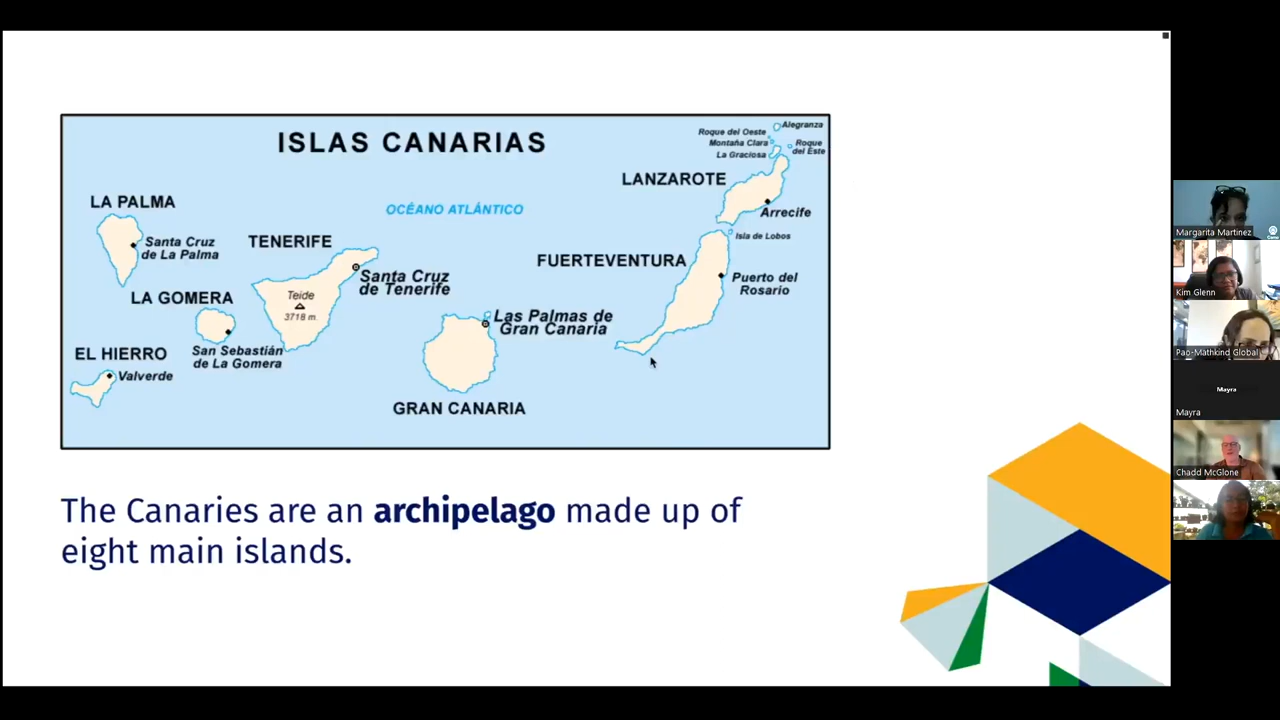 ISLAS CANARIAS
Alegranza
Roque del Oeste
Montaña Clara
Roque
del Este
La Graciosa
LANZAROTE
Arrecife
LA PALMA
Santa Cruz
de La Palma
OCÉANO ATLÁNTICO
TENERIFE
Isla de Lobos
FUERTEVENTURA
Santa Cruz
de Tenerife
Puerto del
Rosario
LA GOMERA
Teide
3718 m
Las Palmas de
Gran Canaria
EL HIERRO
San Sebastián
de La Gomera
Valverde
GRAN CANARIA
The Canaries are an archipelago made up of
eight main islands.
Margarita Martinez
Kim Glenn
Pao-Mathkind Global
Mayra
Mayra
Chadd McGlone